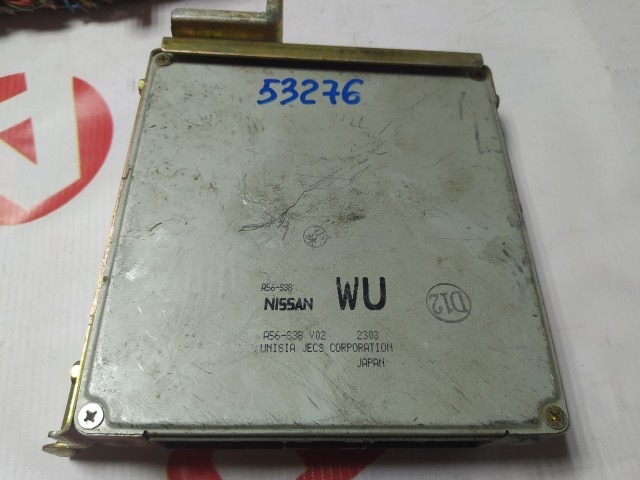 53276
A56-S38
NISSAN WU
D12
A56-S38 V02 2303
UNISIA JECS CORPORATION
JAPAN